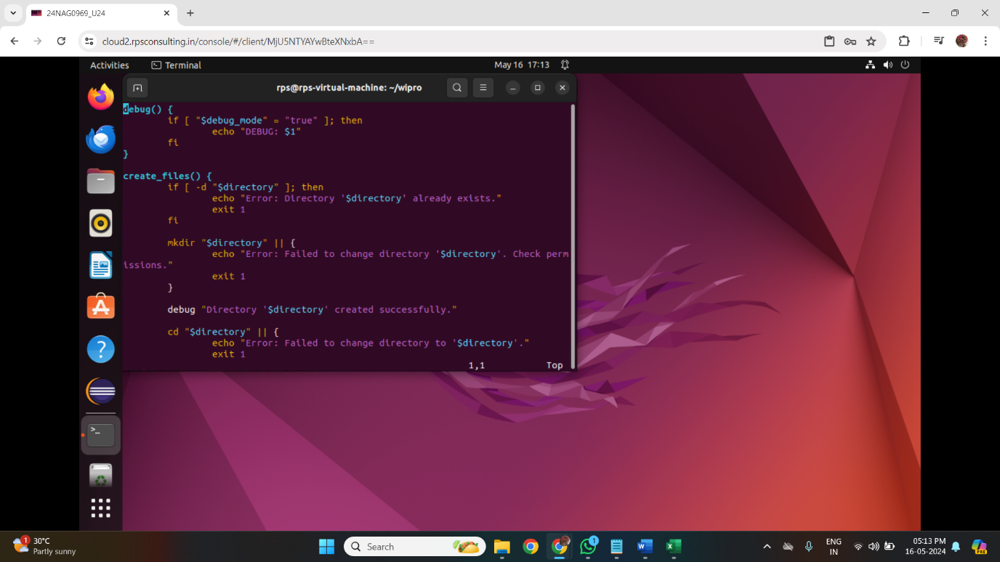 24NAG0969_U24
cloud2.rpsconsulting.in/console/#/client/MjU5NTYAYwBteXNxbA==
Activities
Terminal
May 16 17:13
rps@rps-virtual-machine: ~/wipro
debug() {
if [ "$debug_mode" = "true" ]; then
echo "DEBUG: $1"
fi
}
create_files() {
if [ -d "$directory" ]; then
echo "Error: Directory '$directory' already exists."
exit 1
fi
mkdir "$directory" || {
echo "Error: Failed to change directory '$directory'. Check perm
issions."
exit 1
}
debug "Directory '$directory' created successfully."
cd "$directory" || {
echo "Error: Failed to change directory to '$directory'."
exit 1
1,1 Top
1
30°C
Partly sunny
Search
1
ENG
IN
05:13 PM
16-05-2024
PRE